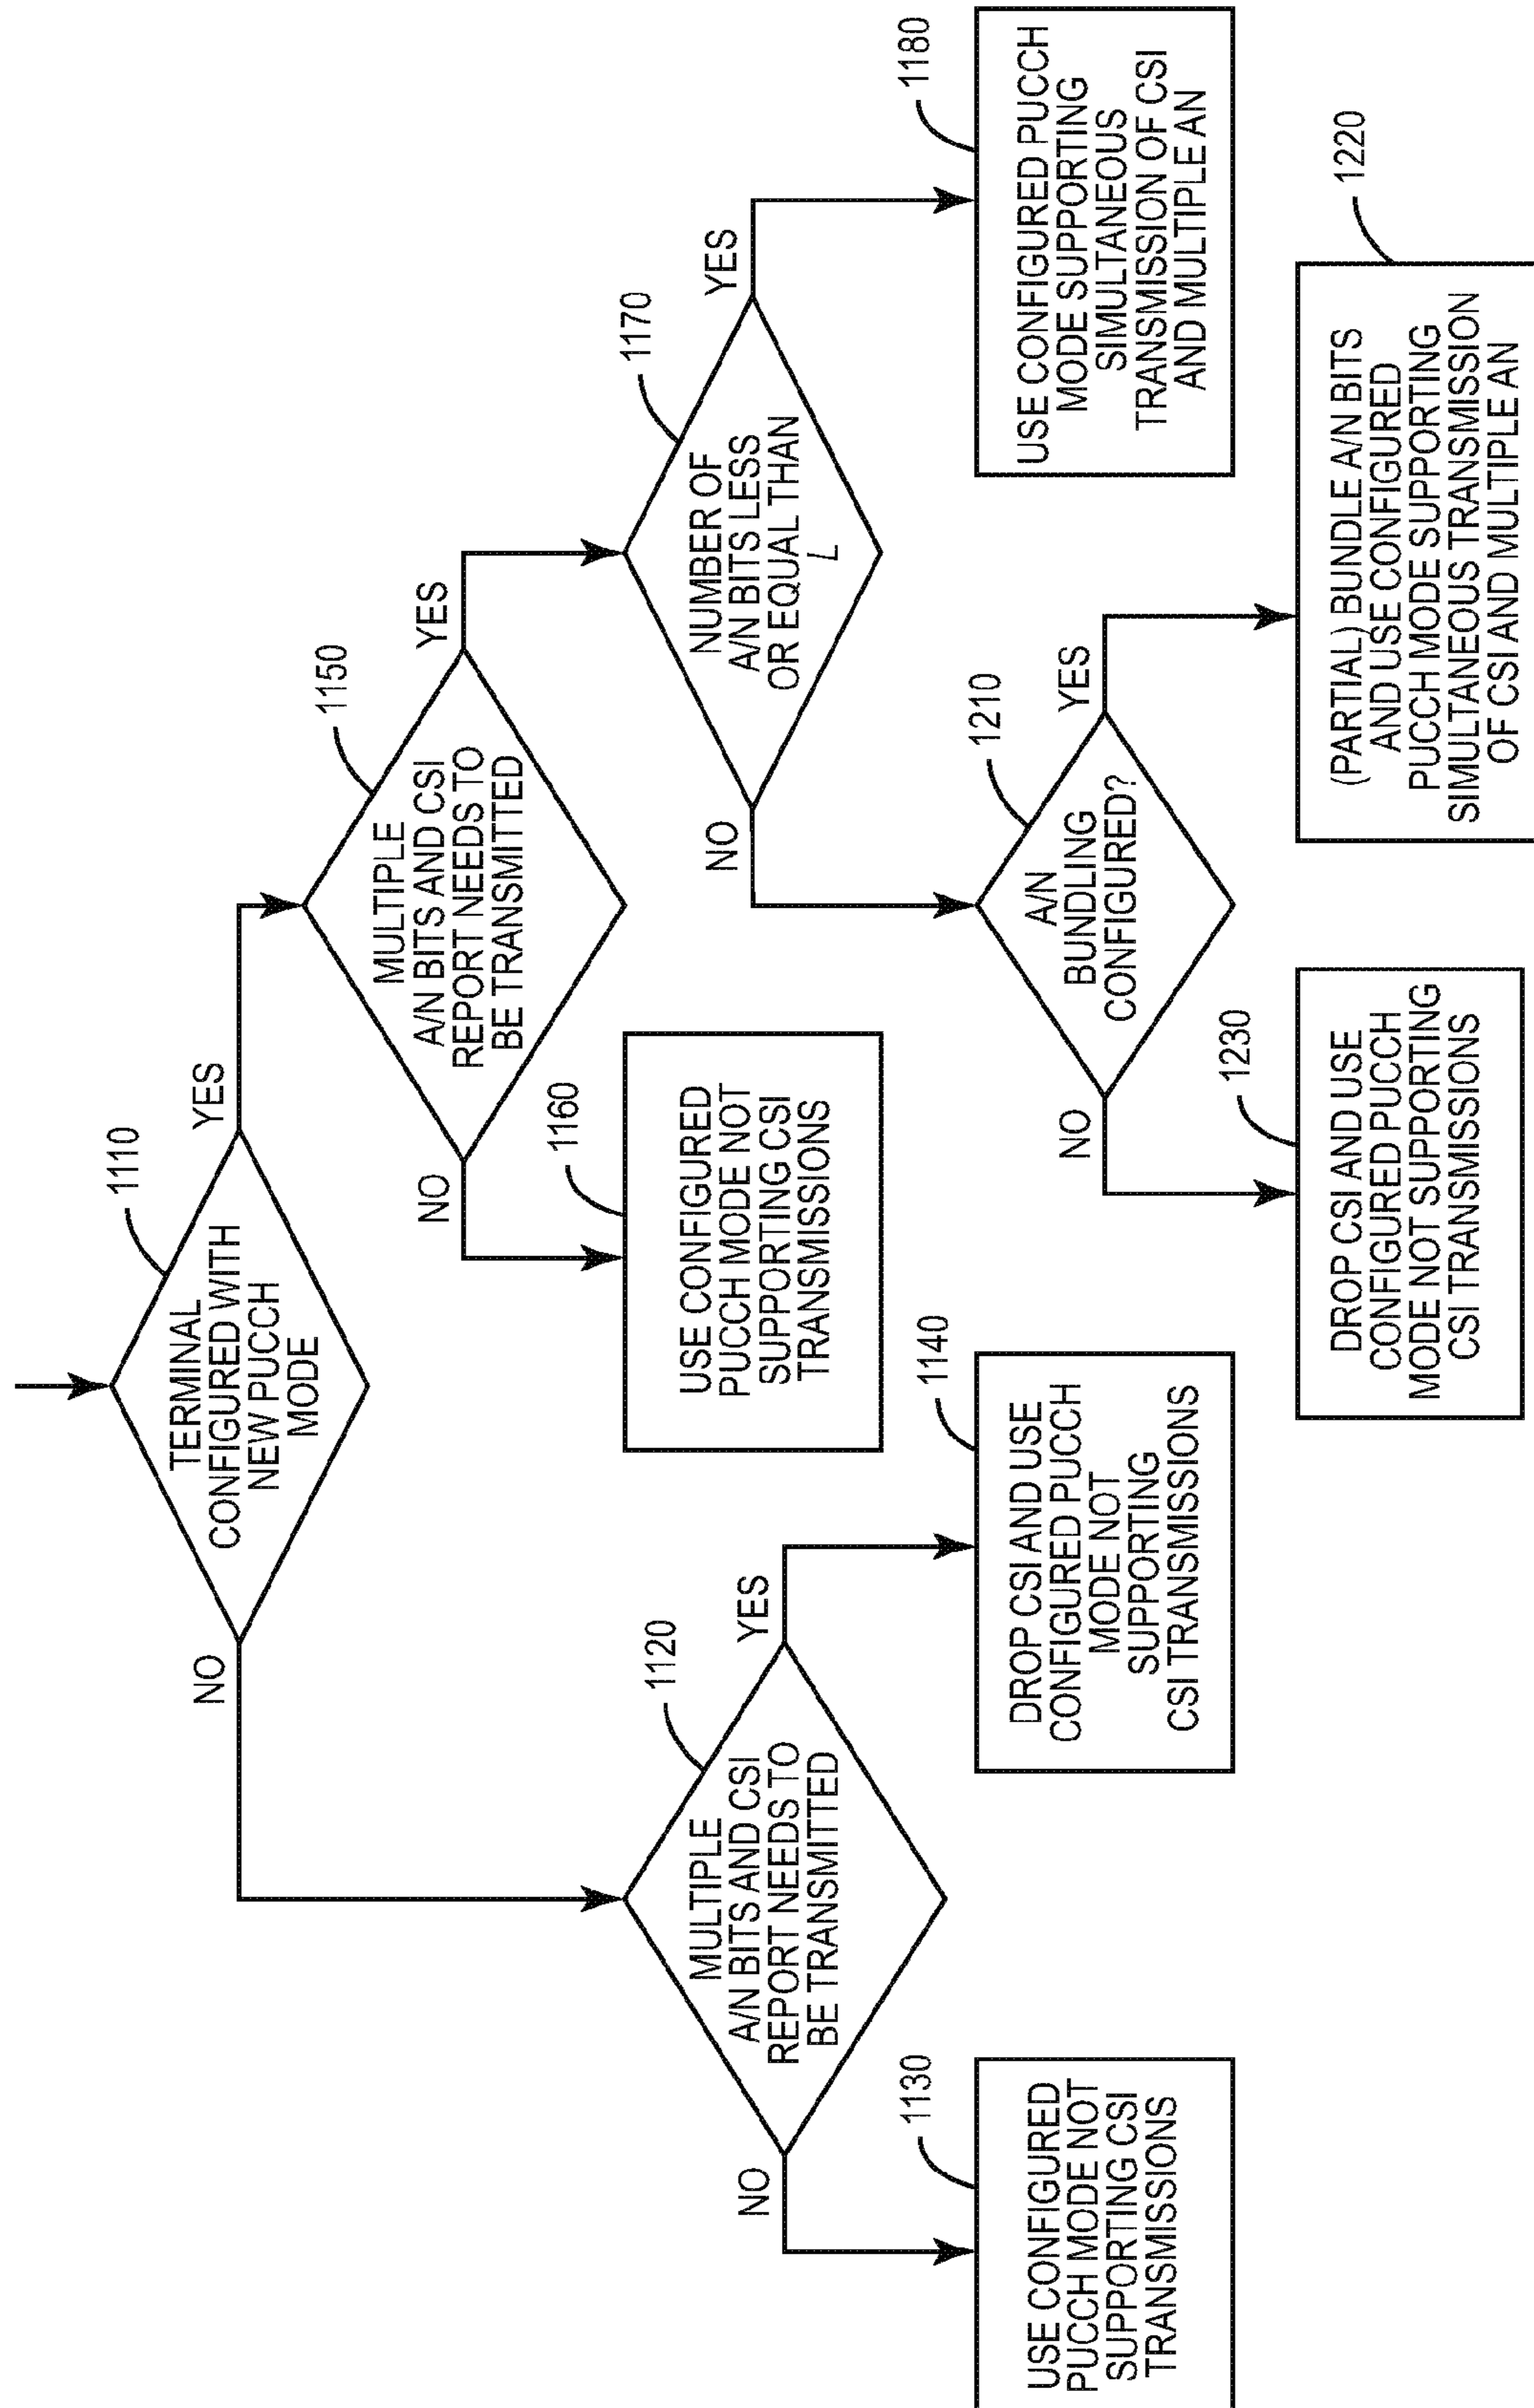 1110
TERMINAL
CONFIGURED WITH
NEW PUCCH
MODE
NO
YES
1120
MULTIPLE
A/N BITS AND CSI
REPORT NEEDS TO
BE TRANSMITTED
NO
YES
1130
USE CONFIGURED
PUCCH MODE NOT
SUPPORTING CSI
TRANSMISSIONS
1140
DROP CSI AND USE
CONFIGURED PUCCH
MODE NOT
SUPPORTING
CSI TRANSMISSIONS
1150
MULTIPLE
A/N BITS AND CSI
REPORT NEEDS TO
BE TRANSMITTED
NO
YES
1160
USE CONFIGURED
PUCCH MODE NOT
SUPPORTING CSI
TRANSMISSIONS
1170
NUMBER OF
A/N BITS LESS
OR EQUAL THAN
L
NO
YES
1180
USE CONFIGURED PUCCH
MODE SUPPORTING
SIMULTANEOUS
TRANSMISSION OF CSI
AND MULTIPLE AN
1210
A/N
BUNDLING
CONFIGURED?
NO
YES
1230
DROP CSI AND USE
CONFIGURED PUCCH
MODE NOT SUPPORTING
CSI TRANSMISSIONS
1220
(PARTIAL) BUNDLE A/N BITS
AND USE CONFIGURED
PUCCH MODE SUPPORTING
SIMULTANEOUS TRANSMISSION
OF CSI AND MULTIPLE AN